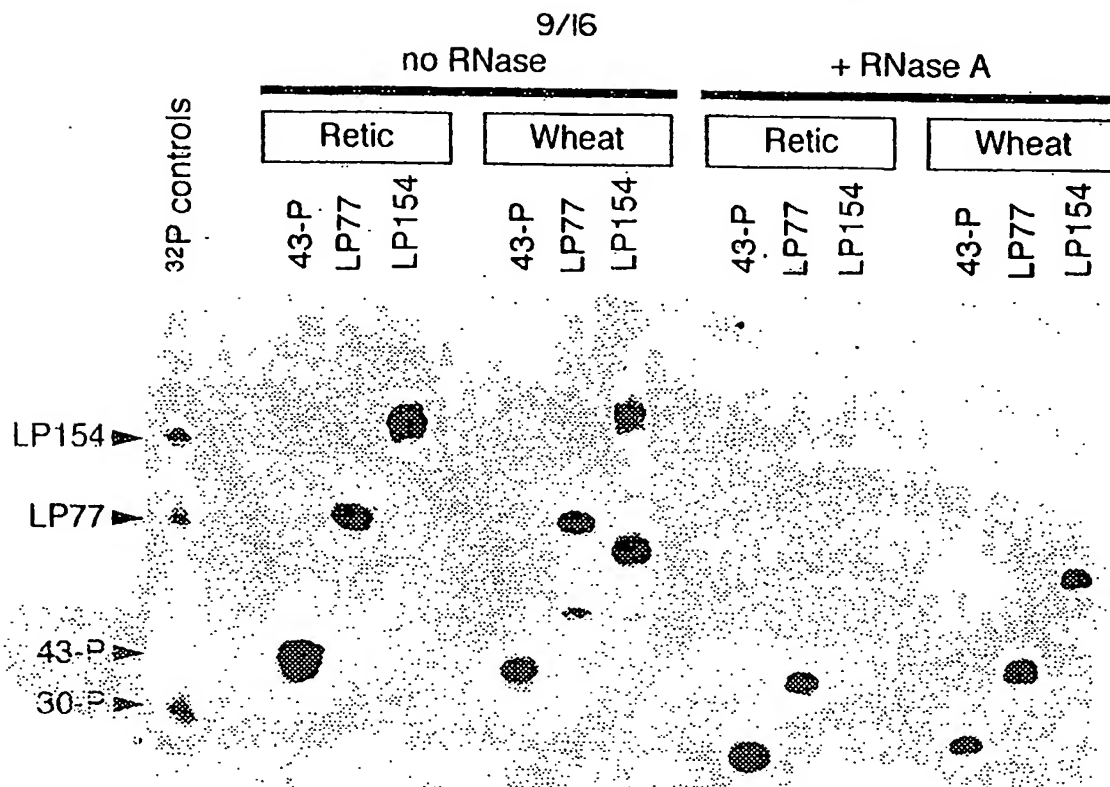 9/16
no RNase
+ RNase A
Retic
Wheat
Retic
Wheat
32P controls
43-P
LP77
LP154
43-P
LP77
LP154
43-P
LP77
LP154
43-P
LP77
LP154
LP154
LP77
43-P
30-P